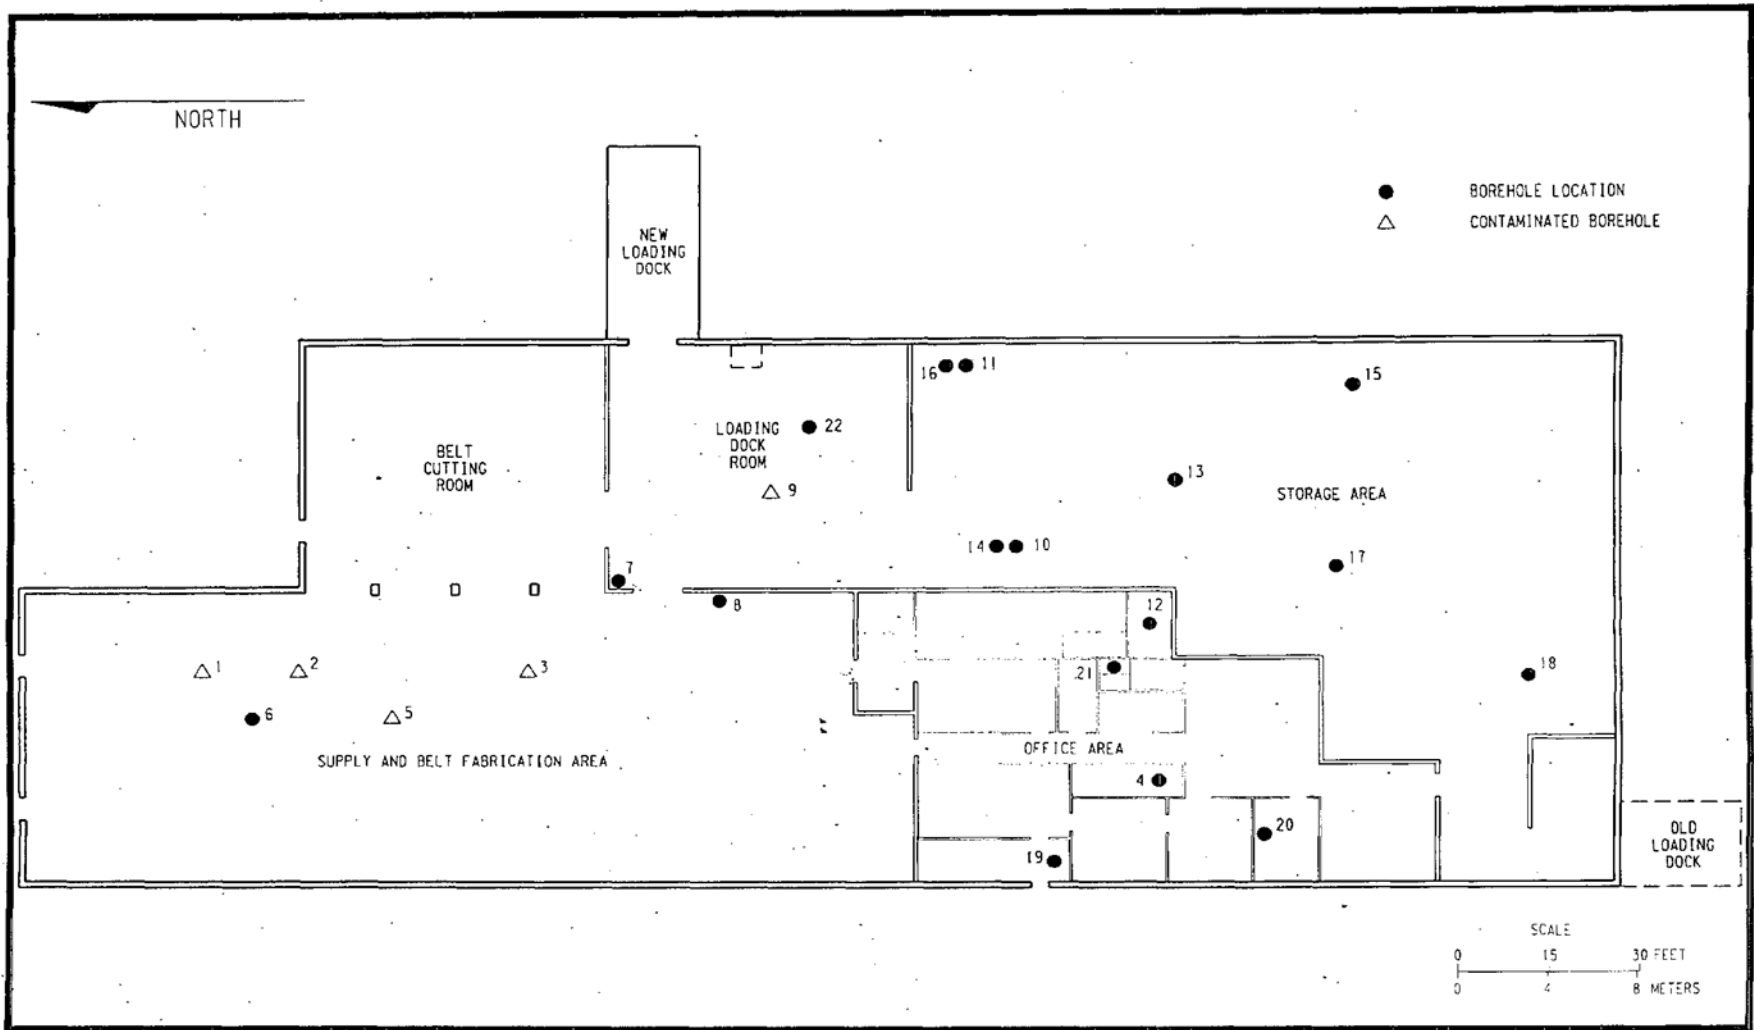 NORTH
NEW
LOADING
DOCK
● BOREHOLE LOCATION
△ CONTAMINATED BOREHOLE
16
11
15
LOADING
DOCK
ROOM
22
BELT
CUTTING
ROOM
9
13
STORAGE AREA
14
10
17
7
8
12
1
2
3
21
18
6
5
OFFICE AREA
SUPPLY AND BELT FABRICATION AREA
4
20
19
OLD
LOADING
DOCK
SCALE
0 15 30 FEET
0 4 8 METERS